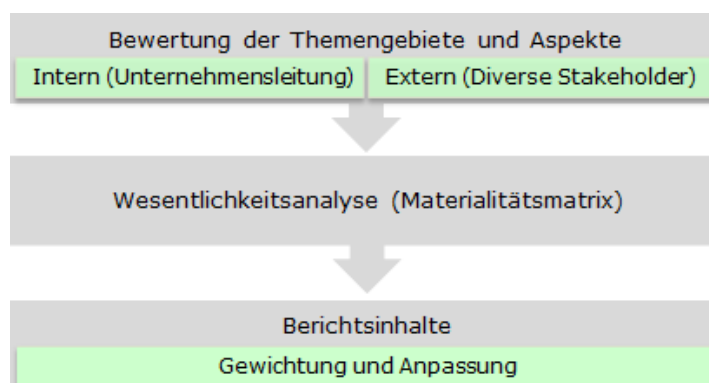 Bewertung der Themengebiete und Aspekte
Intern (Unternehmensleitung) Extern (Diverse Stakeholder)
Wesentlichkeitsanalyse (Materialitätsmatrix)
Berichtsinhalte
Gewichtung und Anpassung